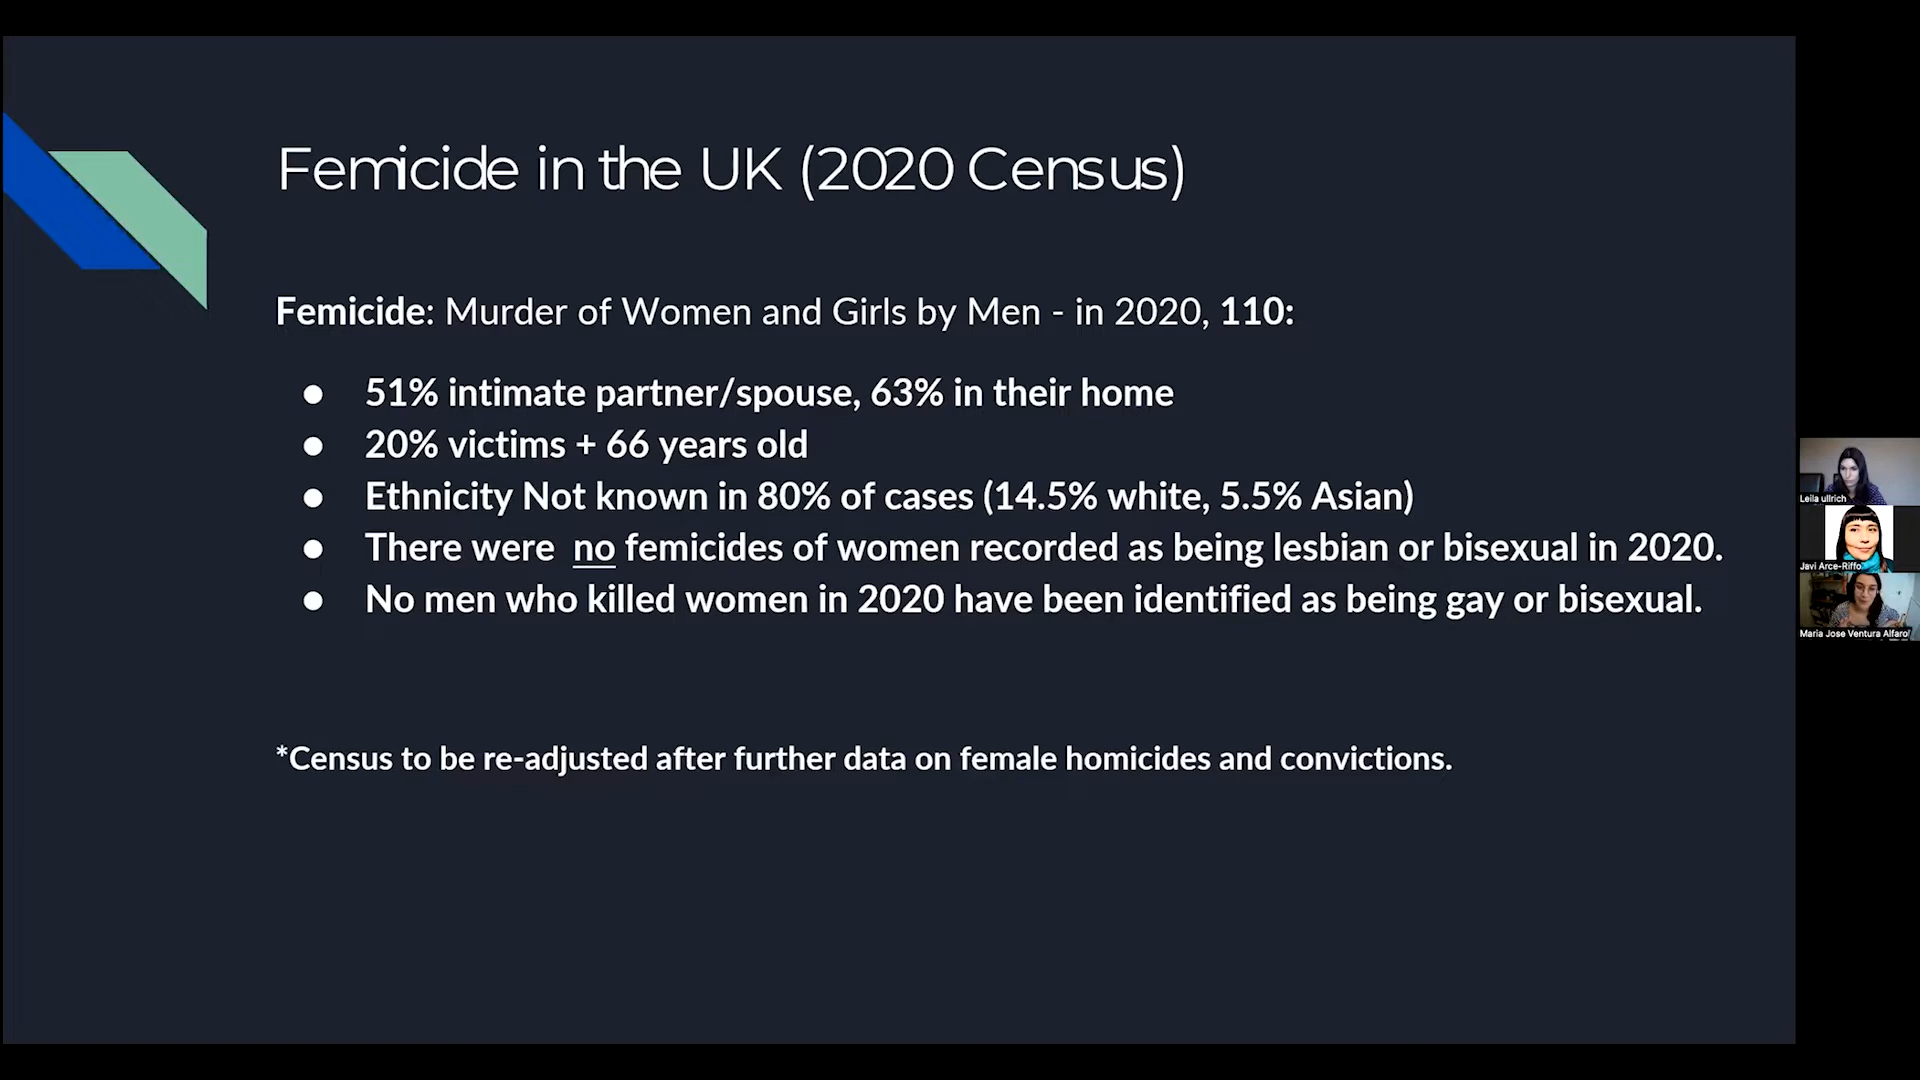 Femicide in the UK (2020 Census)
Femicide: Murder of Women and Girls by Men - in 2020, 110:
● 51% intimate partner/spouse, 63% in their home
● 20% victims + 66 years old
● Ethnicity Not known in 80% of cases (14.5% white, 5.5% Asian)
● There were no femicides of women recorded as being lesbian or bisexual in 2020.
● No men who killed women in 2020 have been identified as being gay or bisexual.
*Census to be re-adjusted after further data on female homicides and convictions.
Leila ullrich
Javi Arce-Riffo
Maria Jose Ventura Alfaro